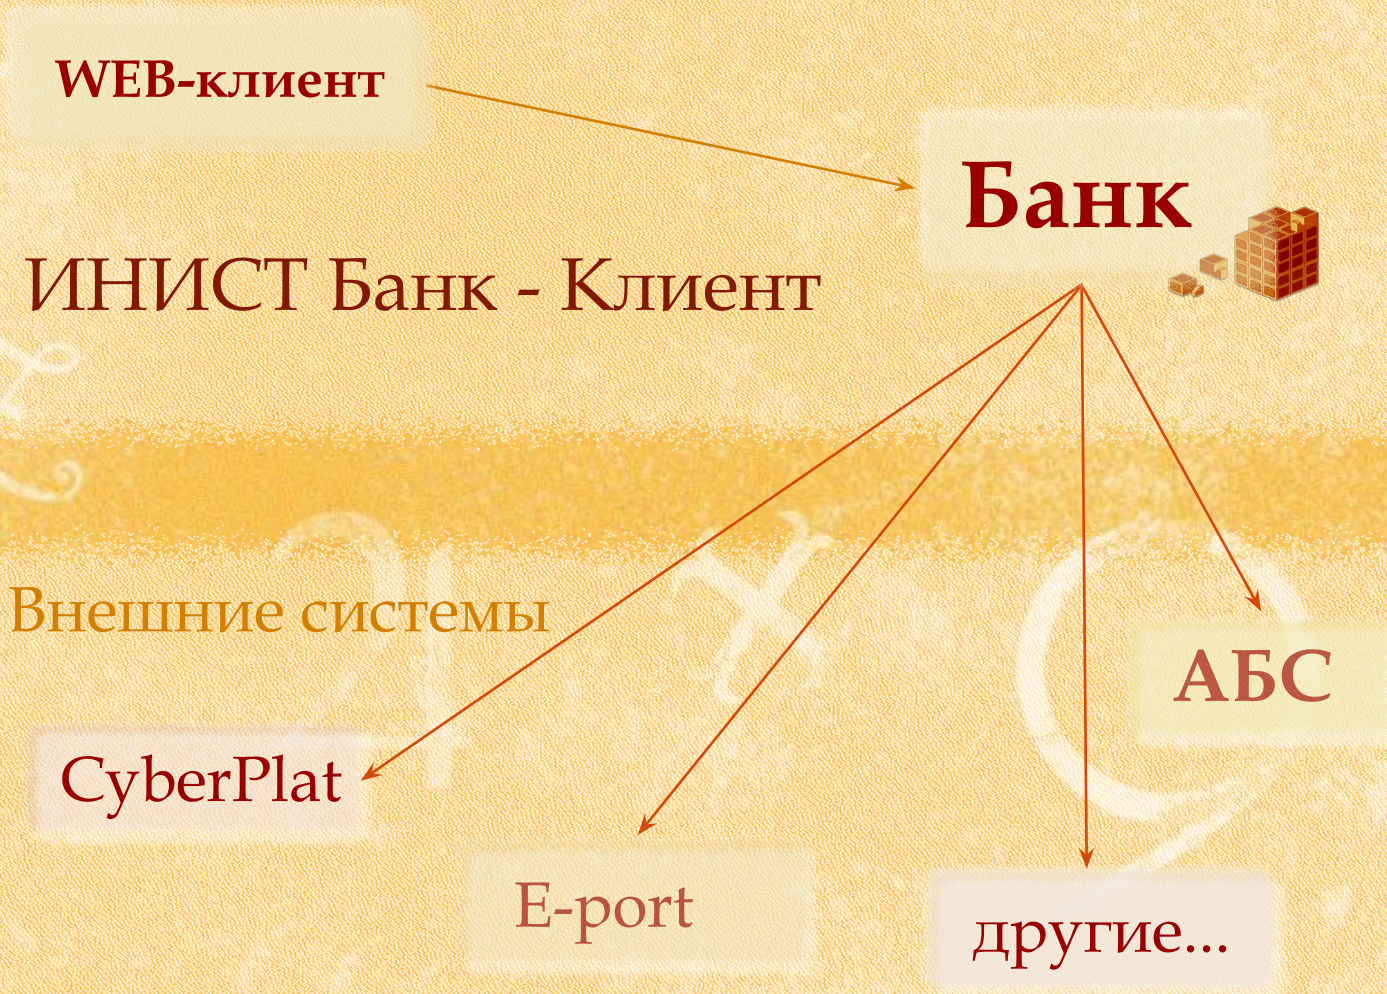 WEB-клиент
Банк
ИНИСТ Банк - Клиент
Внешние системы
АБС
CyberPlat
E-port
другие...